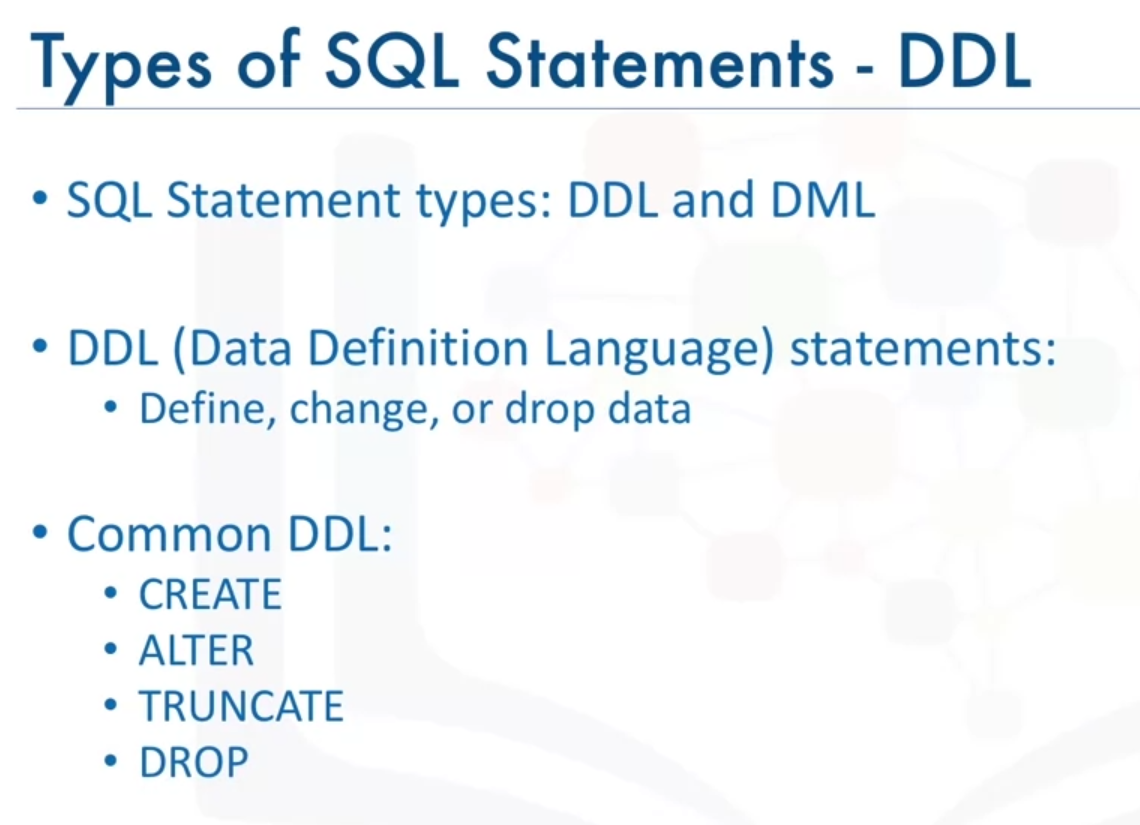 Types of SQL Statements - DDL
• SQL Statement types: DDL and DML
• DDL (Data Definition Language) statements:
• Define, change, or drop data
• Common DDL:
• CREATE
• ALTER
• TRUNCATE
• DROP